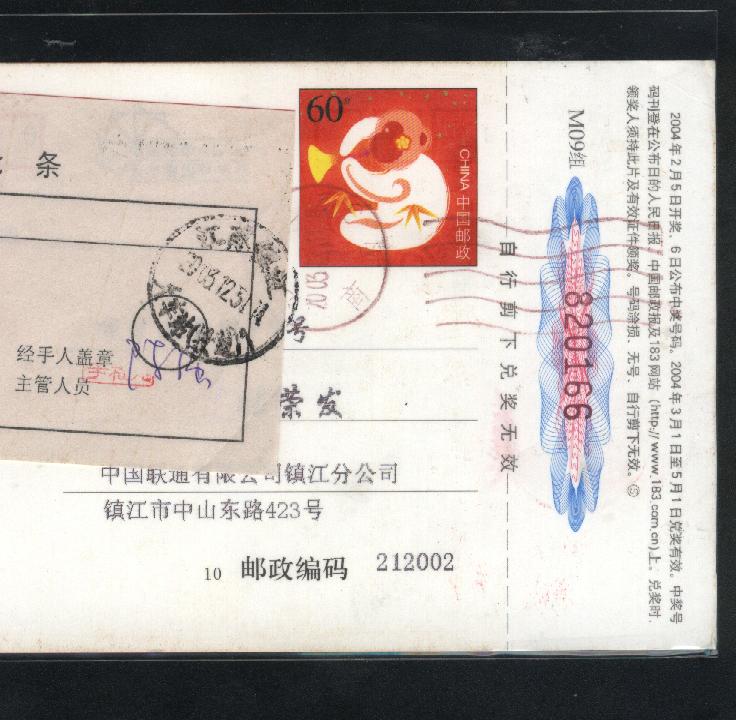 条
60
CHINA 中国邮政
经手人盖章
主管人员
号
荣发
中国联通有限公司镇江分公司
镇江市中山东路423号
10 邮政编码 212002
自行剪下兑奖无效
M09组
820166
2004年2月5日开奖，6日公布中奖号码。2004年3月1日至5月1日兑奖有效。中奖号
码刊登在公布日的人民日报、中国邮政报及183网站（http://www.183.com.cn)上。兑奖时，
领奖人须持此片及有效证件领奖。号码涂损、无号、自行剪下无效。⑤